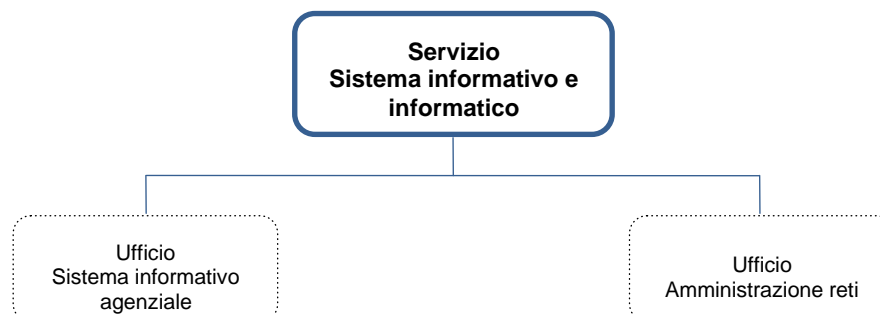 Servizio
Sistema informativo e
informatico
Ufficio
Sistema informativo
agenziale
Ufficio
Amministrazione reti